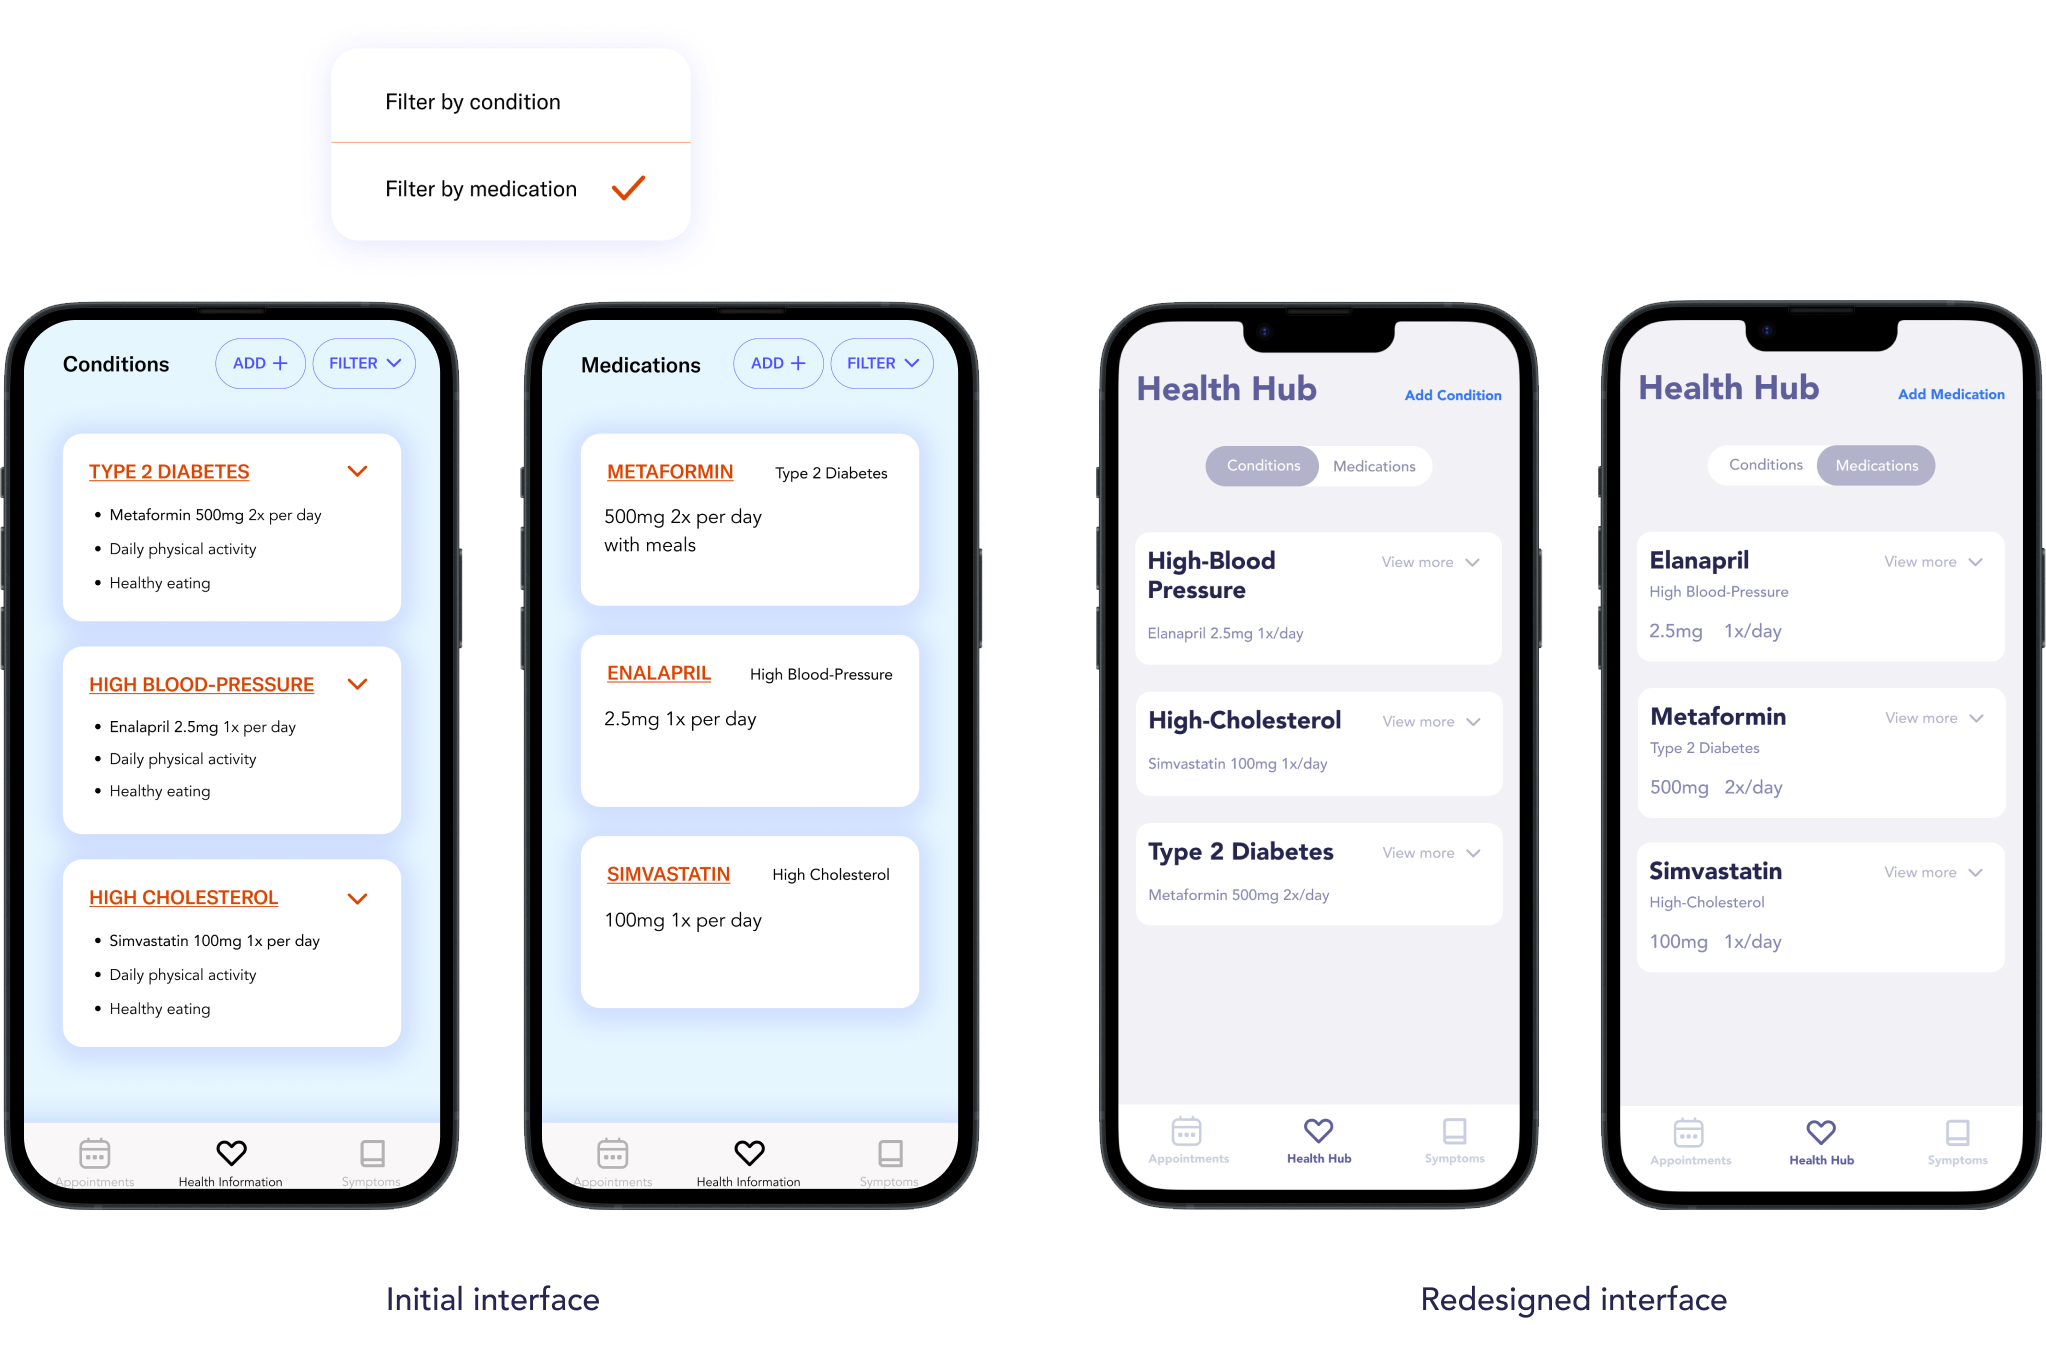 Filter by condition
Filter by medication
Conditions
ADD +
FILTER
TYPE 2 DIABETES
• Metaformin 500mg 2x per day
• Daily physical activity
• Healthy eating
HIGH BLOOD-PRESSURE
• Enalapril 2.5mg 1x per day
• Daily physical activity
• Healthy eating
HIGH CHOLESTEROL
• Simvastatin 100mg 1x per day
• Daily physical activity
• Healthy eating
Appointments
Health Information
Symptoms
Medications
ADD +
FILTER
METAFORMIN
Type 2 Diabetes
500mg 2x per day
with meals
ENALAPRIL
High Blood-Pressure
2.5mg 1x per day
SIMVASTATIN
High Cholesterol
100mg 1x per day
Appointments
Health Information
Symptoms
Initial interface
Health Hub
Add Condition
Conditions
Medications
High-Blood
Pressure
View more
Elanapril 2.5mg 1x/day
High-Cholesterol
View more
Simvastatin 100mg 1x/day
Type 2 Diabetes
View more
Metaformin 500mg 2x/day
Appointments
Health Hub
Symptoms
Health Hub
Add Medication
Conditions
Medications
Elanapril
View more
High Blood-Pressure
2.5mg 1x/day
Metaformin
View more
Type 2 Diabetes
500mg 2x/day
Simvastatin
View more
High-Cholesterol
100mg 1x/day
Appointments
Health Hub
Symptoms
Redesigned interface